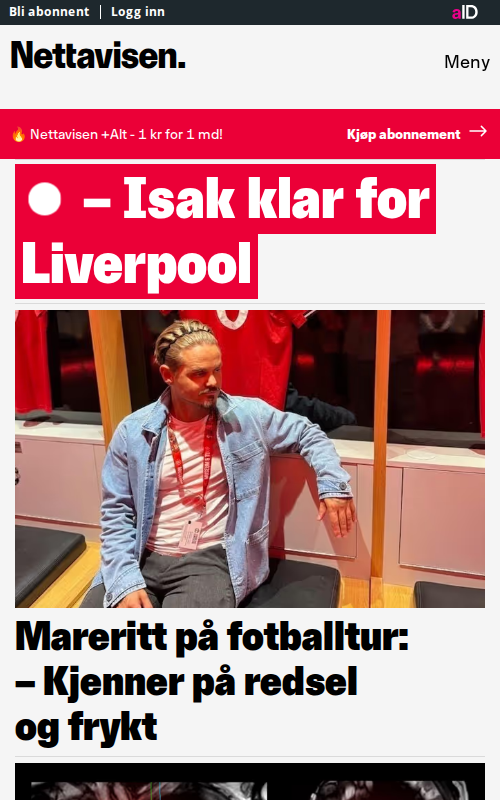 Bli abonnent | Logg inn
aID
Nettavisen.
Meny
🔥 Nettavisen +Alt - 1 kr for 1 md!
Kjøp abonnement →
– Isak klar for
Liverpool
Mareritt på fotballtur:
– Kjenner på redsel
og frykt